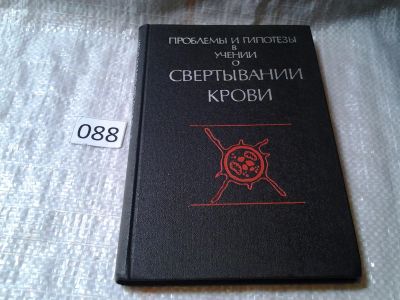 ПРОБЛЕМЫ И ГИПОТЕЗЫ
В
УЧЕНИИ
О
СВЕРТЫВАНИИ
КРОВИ
088